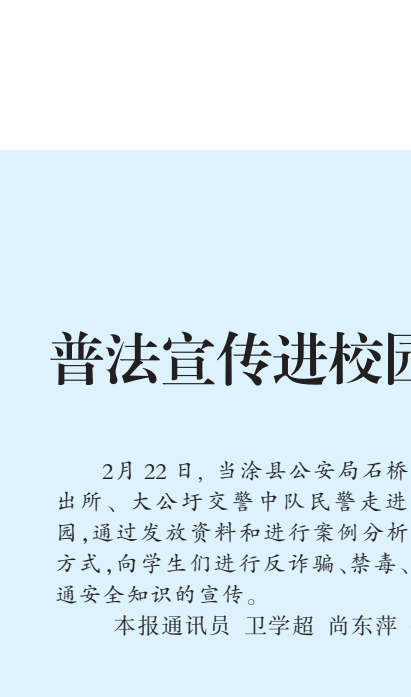 普法宣传进校园
2月 22 日, 当涂县公安局石桥
出所、大公圩交警中队民警走进
园,通过发放资料和进行案例分析
方式,向学生们进行反诈骗、禁毒、
通安全知识的宣传。
本报通讯员 卫学超 尚东萍